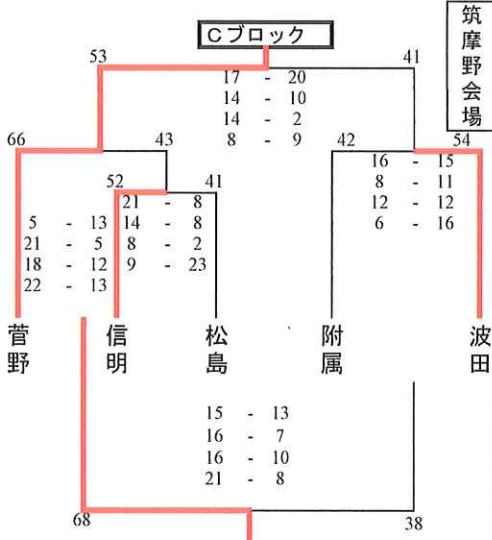 Cブロック
筑摩野会場
53
41
17 - 20
14 - 10
14 - 2
8 - 9
66
43
42
54
16 - 15
8 - 11
12 - 12
6 - 16
52
41
21 - 8
14 - 8
8 - 2
9 - 23
5 - 13
21 - 5
18 - 12
22 - 13
菅野
信明
松島
附属
波田
15 - 13
16 - 7
16 - 10
21 - 8
68
38